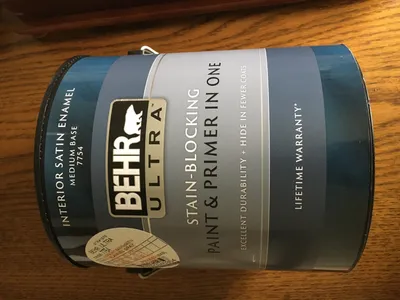 BEHR
ULTRA
STAIN-BLOCKING
PAINT & PRIMER IN ONE
EXCELLENT DURABILITY • HIDE IN FEWER COATS
LIFETIME WARRANTY*
INTERIOR SATIN ENAMEL
MEDIUM BASE
7754